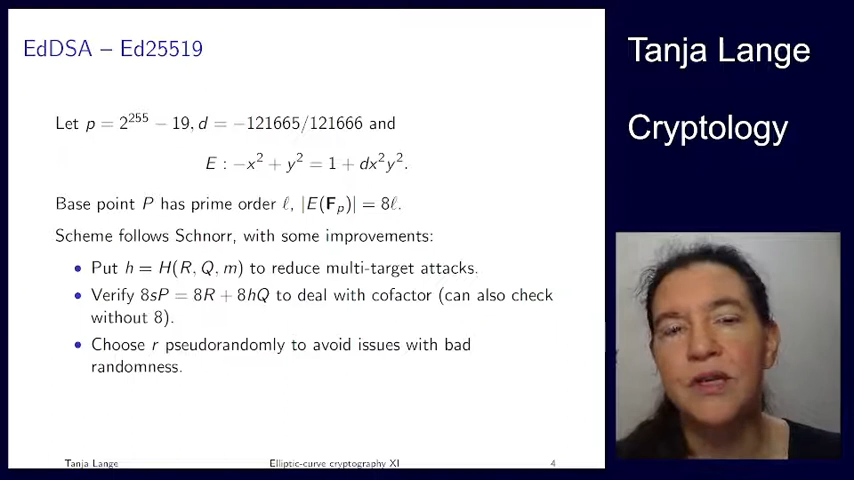 EdDSA – Ed25519
Let p = 2^255 − 19, d = −121665/121666 and
E : −x^2 + y^2 = 1 + dx^2y^2.
Base point P has prime order ℓ, |E(F_p)| = 8ℓ.
Scheme follows Schnorr, with some improvements:
• Put h = H(R, Q, m) to reduce multi-target attacks.
• Verify 8sP = 8R + 8hQ to deal with cofactor (can also check
without 8).
• Choose r pseudorandomly to avoid issues with bad
randomness.
Tanja Lange
Elliptic-curve cryptography XI
4
Tanja Lange
Cryptology